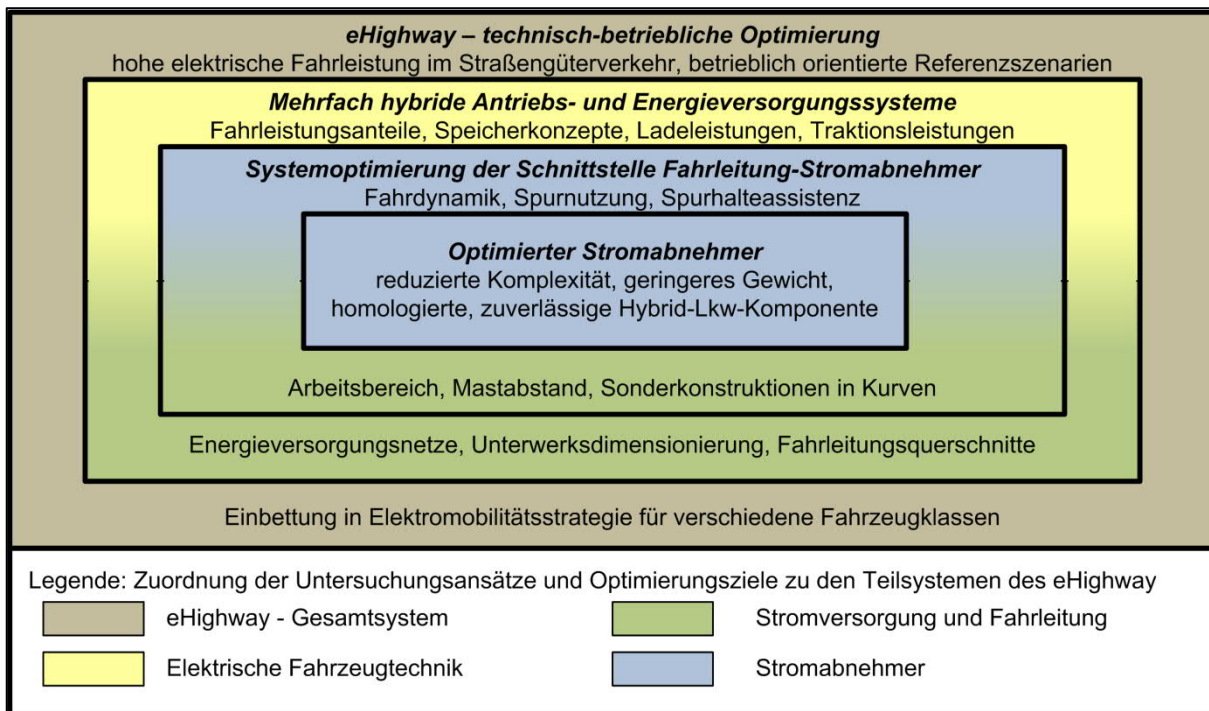 eHighway – technisch-betriebliche Optimierung
hohe elektrische Fahrleistung im Straßengüterverkehr, betrieblich orientierte Referenzszenarien
Mehrfach hybride Antriebs- und Energieversorgungssysteme
Fahrleistungsanteile, Speicherkonzepte, Ladeleistungen, Traktionsleistungen
Systemoptimierung der Schnittstelle Fahrleitung-Stromabnehmer
Fahrdynamik, Spurnutzung, Spurhalteassistenz
Optimierter Stromabnehmer
reduzierte Komplexität, geringeres Gewicht,
homologierte, zuverlässige Hybrid-Lkw-Komponente
Arbeitsbereich, Mastabstand, Sonderkonstruktionen in Kurven
Energieversorgungsnetze, Unterwerksdimensionierung, Fahrleitungsquerschnitte
Einbettung in Elektromobilitätsstrategie für verschiedene Fahrzeugklassen
Legende: Zuordnung der Untersuchungsansätze und Optimierungsziele zu den Teilsystemen des eHighway
eHighway - Gesamtsystem
Stromversorgung und Fahrleitung
Elektrische Fahrzeugtechnik
Stromabnehmer